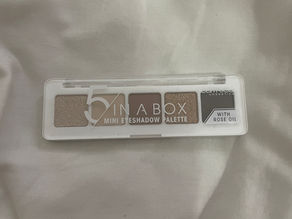 5 IN A BOX
MINI EYESHADOW PALETTE
WITH
ROSE OIL